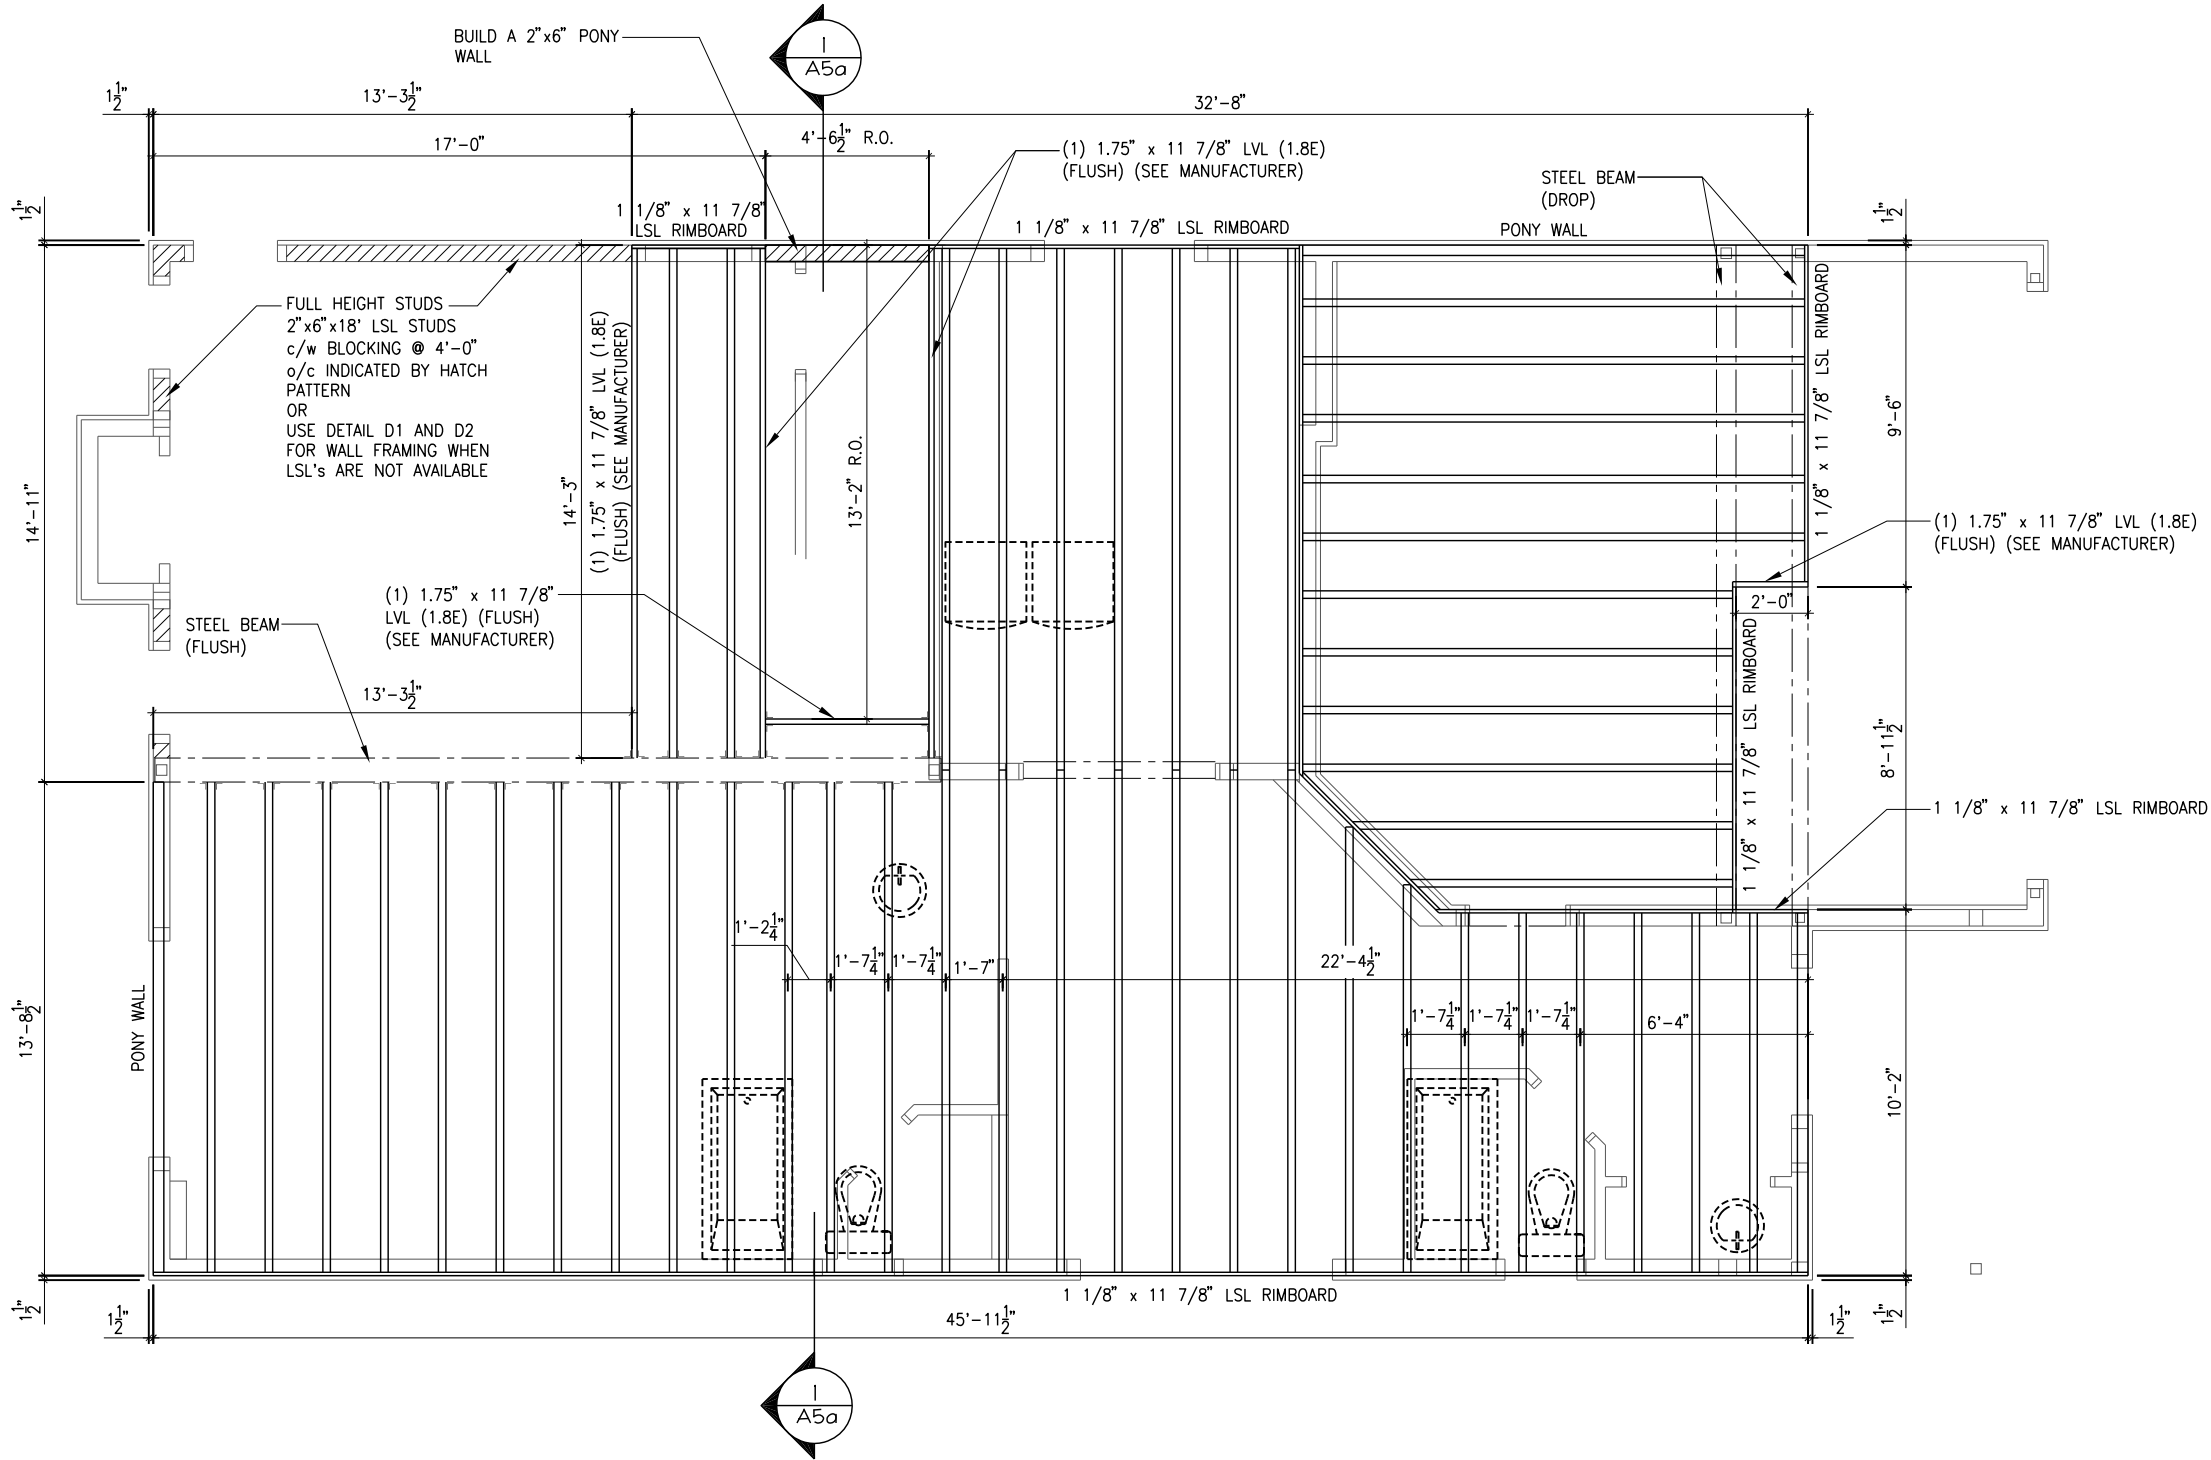 BUILD A 2"x6" PONY
WALL
1
A5a
1 1/2"
13'-3 1/2"
32'-8"
17'-0"
4'-6 1/2" R.O.
(1) 1.75" x 11 7/8" LVL (1.8E)
(FLUSH) (SEE MANUFACTURER)
STEEL BEAM
(DROP)
1 1/2"
1 1/8" x 11 7/8"
LSL RIMBOARD
1 1/8" x 11 7/8" LSL RIMBOARD
PONY WALL
1 1/2"
FULL HEIGHT STUDS
2"x6"x18' LSL STUDS
c/w BLOCKING @ 4'-0"
o/c INDICATED BY HATCH
PATTERN
OR
USE DETAIL D1 AND D2
FOR WALL FRAMING WHEN
LSL's ARE NOT AVAILABLE
(1) 1.75" x 11 7/8" LVL (1.8E)
(FLUSH) (SEE MANUFACTURER)
14'-3"
13'-2" R.O.
1 1/8" x 11 7/8" LSL RIMBOARD
9'-6"
14'-11"
(1) 1.75" x 11 7/8" LVL (1.8E)
(FLUSH) (SEE MANUFACTURER)
(1) 1.75" x 11 7/8"
LVL (1.8E) (FLUSH)
(SEE MANUFACTURER)
2'-0"
STEEL BEAM
(FLUSH)
13'-3 1/2"
1 1/8" x 11 7/8" LSL RIMBOARD
8'-11 1/2"
1 1/8" x 11 7/8" LSL RIMBOARD
1'-2 1/4"
1'-7 1/4"
1'-7 1/4"
1'-7"
22'-4 1/2"
1'-7 1/4"
1'-7 1/4"
1'-7 1/4"
6'-4"
13'-8 1/2"
PONY WALL
10'-2"
1 1/8" x 11 7/8" LSL RIMBOARD
1 1/2"
1 1/2"
45'-11 1/2"
1 1/2"
1 1/2"
1
A5a